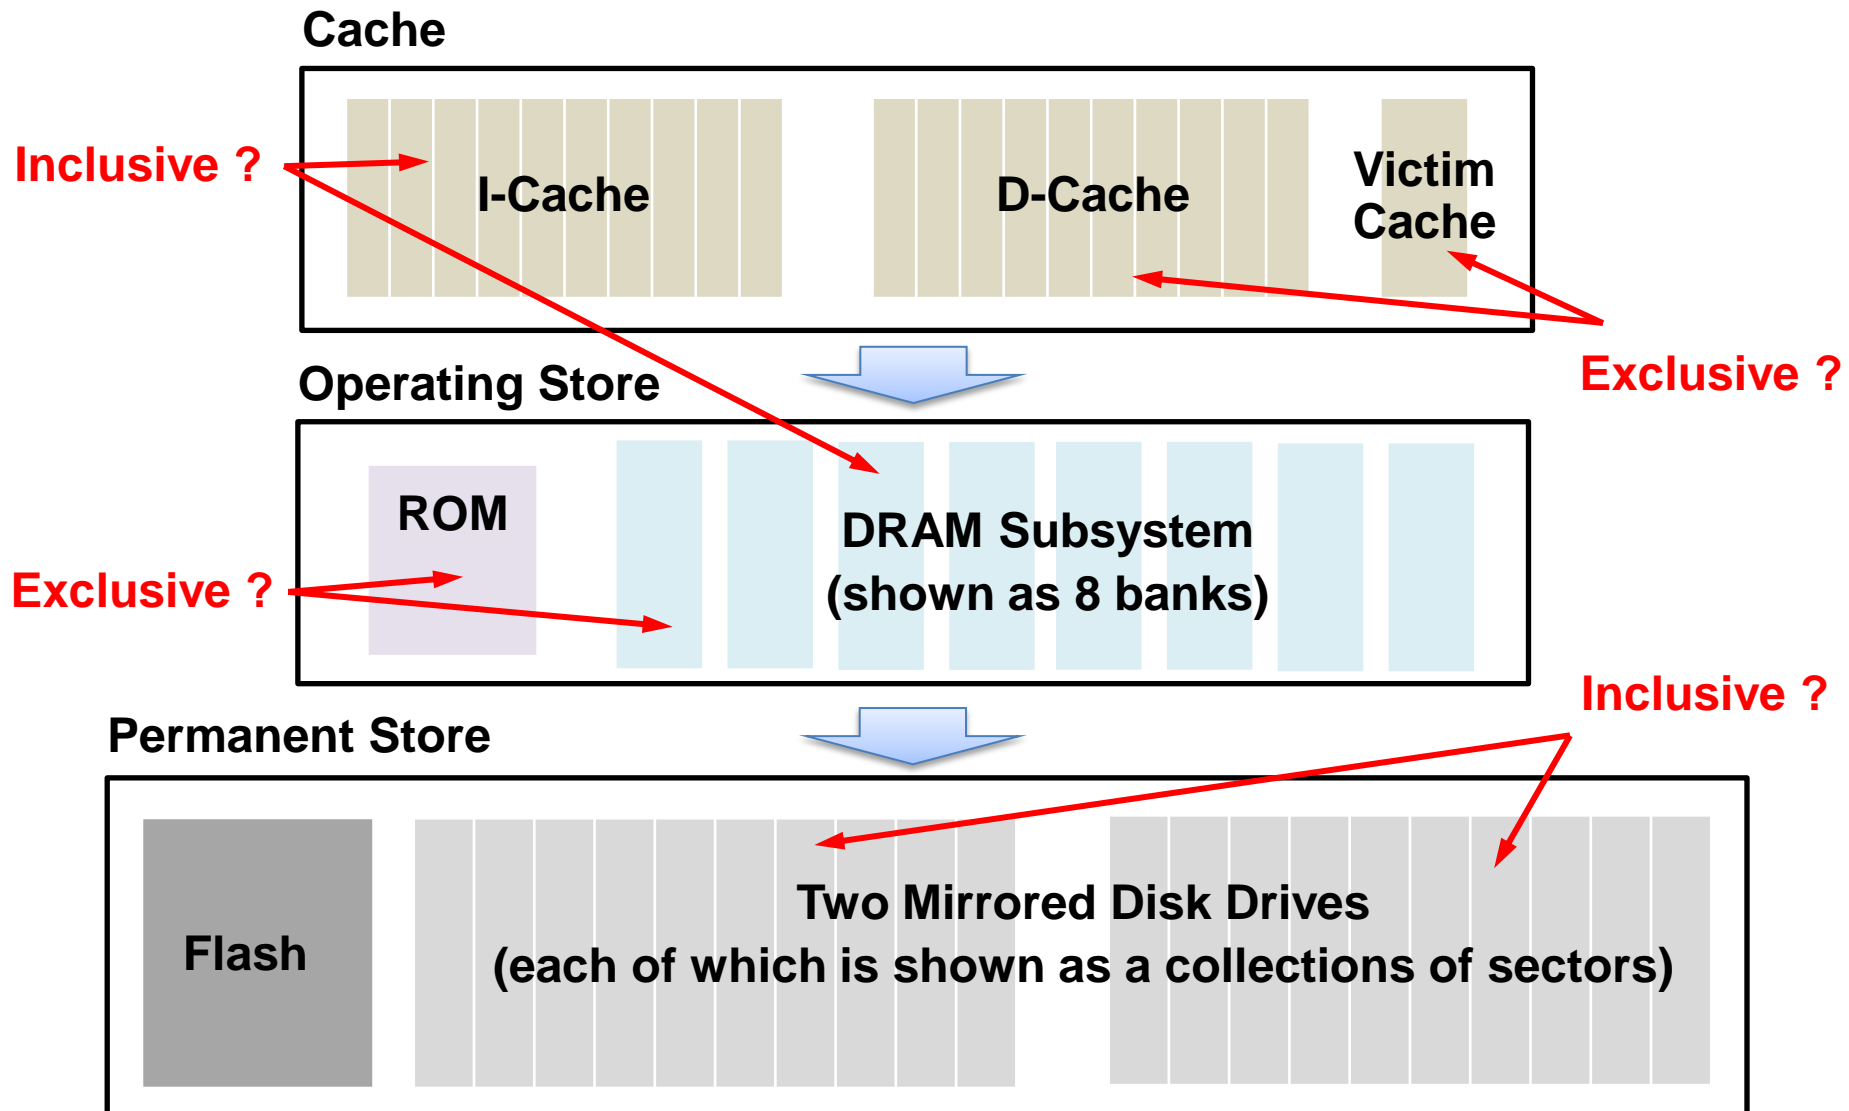 Cache
Inclusive ?
I-Cache
D-Cache
Victim
Cache
Exclusive ?
Operating Store
ROM
DRAM Subsystem
(shown as 8 banks)
Exclusive ?
Inclusive ?
Permanent Store
Flash
Two Mirrored Disk Drives
(each of which is shown as a collections of sectors)